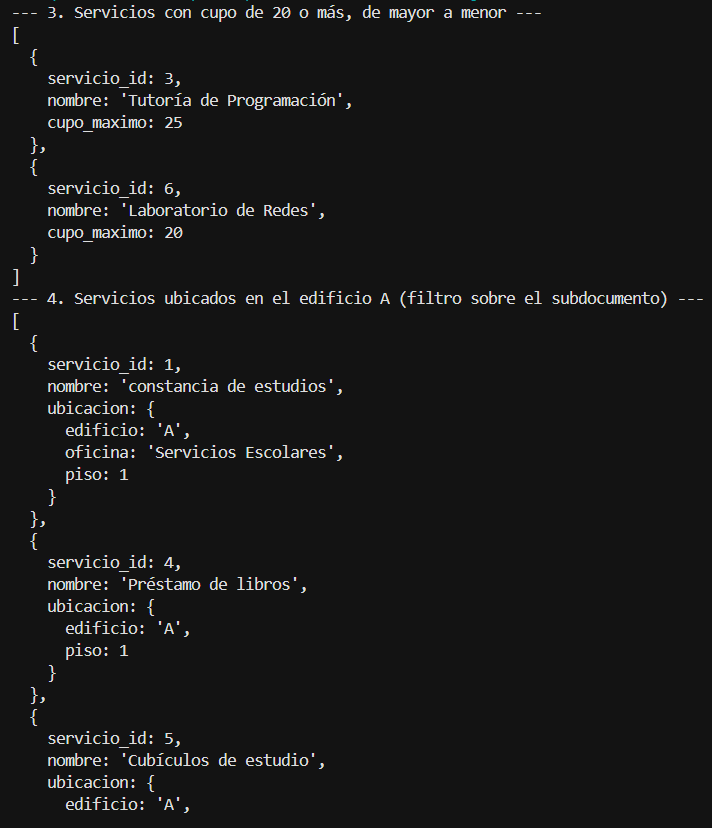 --- 3. Servicios con cupo de 20 o más, de mayor a menor ---
[
  {
    servicio_id: 3,
    nombre: 'Tutoría de Programación',
    cupo_maximo: 25
  },
  {
    servicio_id: 6,
    nombre: 'Laboratorio de Redes',
    cupo_maximo: 20
  }
]
--- 4. Servicios ubicados en el edificio A (filtro sobre el subdocumento) ---
[
  {
    servicio_id: 1,
    nombre: 'constancia de estudios',
    ubicacion: {
      edificio: 'A',
      oficina: 'Servicios Escolares',
      piso: 1
    }
  },
  {
    servicio_id: 4,
    nombre: 'Préstamo de libros',
    ubicacion: {
      edificio: 'A',
      piso: 1
    }
  },
  {
    servicio_id: 5,
    nombre: 'Cubículos de estudio',
    ubicacion: {
      edificio: 'A',